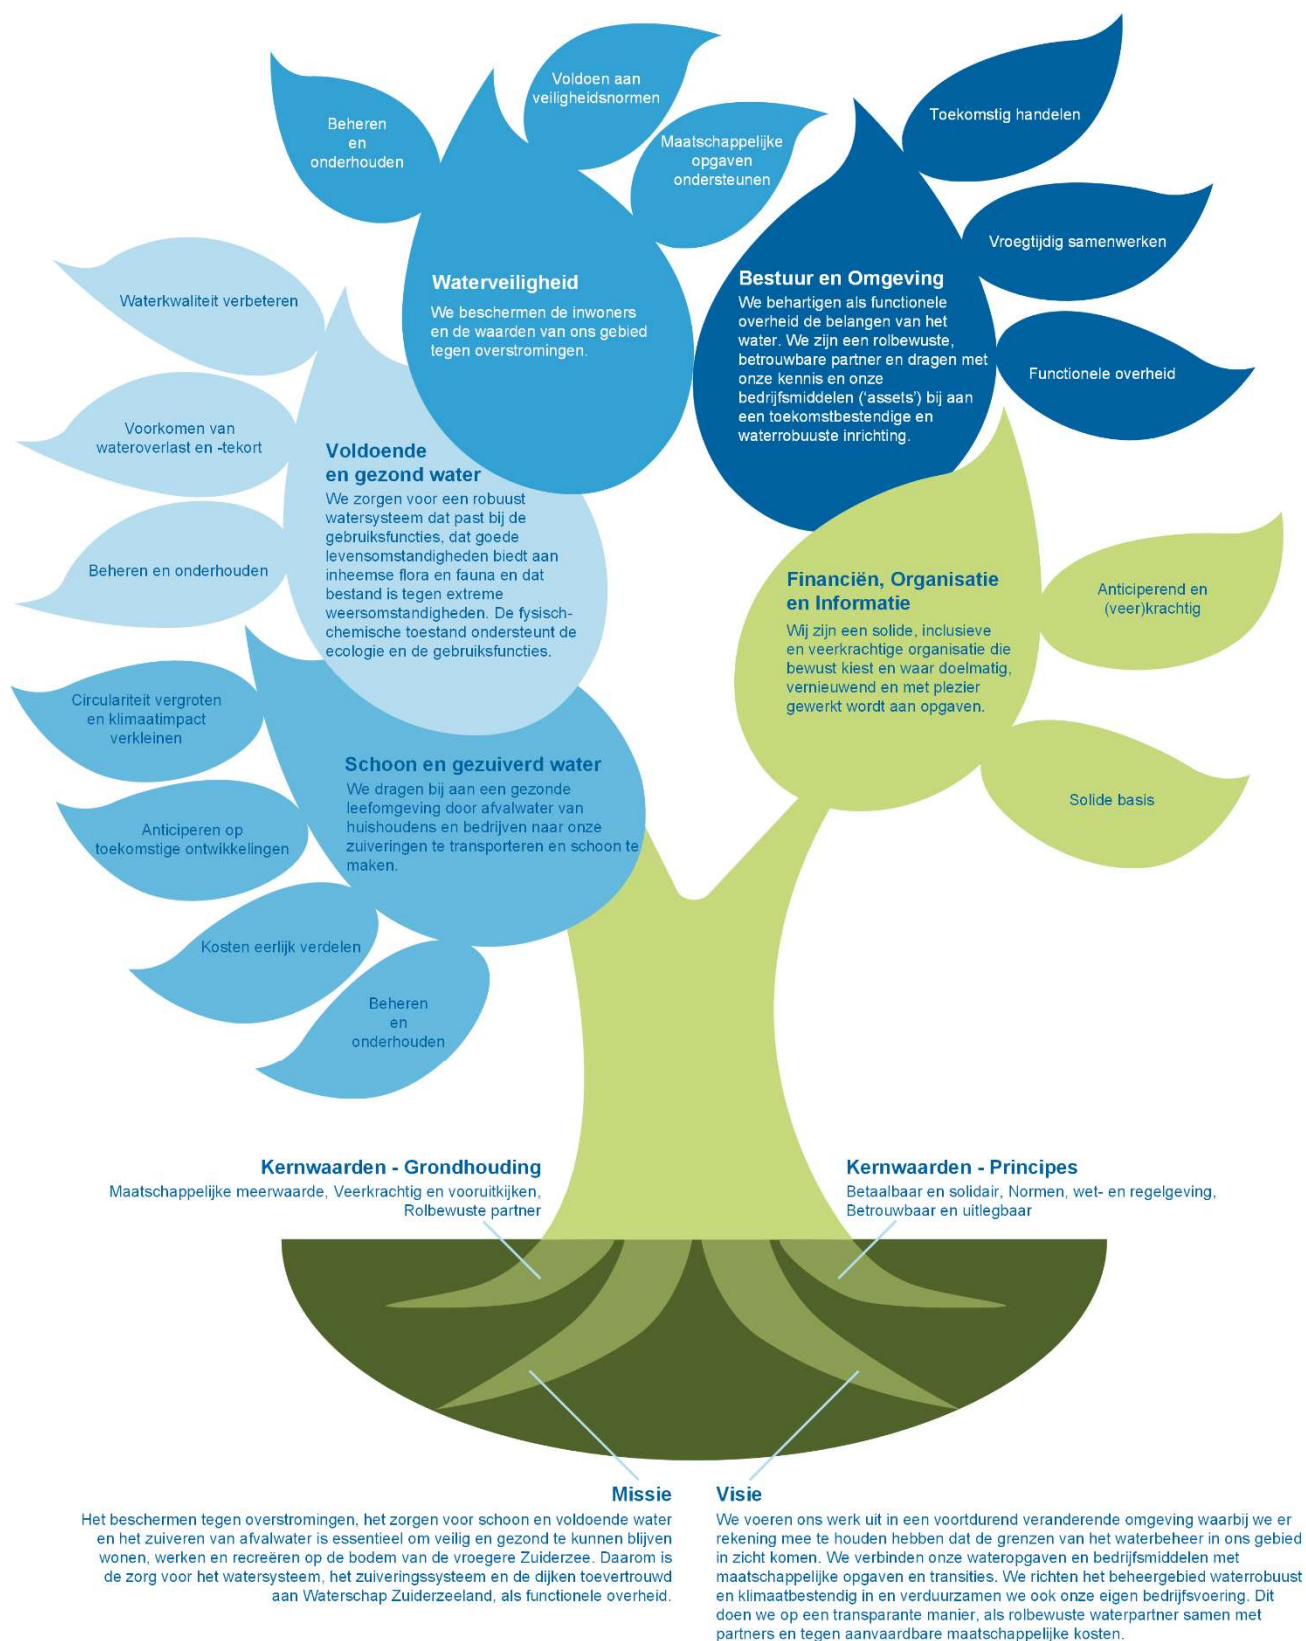 Voldoen aan
veiligheidsnormen
Beheren
en
onderhouden
Maatschappelijke
opgaven
ondersteunen
Waterveiligheid
We beschermen de inwoners
en de waarden van ons gebied
tegen overstromingen.
Toekomstig handelen
Vroegtijdig samenwerken
Functionele overheid
Bestuur en Omgeving
We behartigen als functionele
overheid de belangen van het
water. We zijn een rolbewuste,
betrouwbare partner en dragen met
onze kennis en onze
bedrijfsmiddelen (‘assets’) bij aan
een toekomstbestendige en
waterrobuuste inrichting.
Waterkwaliteit verbeteren
Voorkomen van
wateroverlast en -tekort
Beheren en onderhouden
Voldoende
en gezond water
We zorgen voor een robuust
watersysteem dat past bij de
gebruiksfuncties, dat goede
levensomstandigheden biedt aan
inheemse flora en fauna en dat
bestand is tegen extreme
weersomstandigheden. De fysisch-
chemische toestand ondersteunt de
ecologie en de gebruiksfuncties.
Financiën, Organisatie
en Informatie
Wij zijn een solide, inclusieve
en veerkrachtige organisatie die
bewust kiest en waar doelmatig,
vernieuwend en met plezier
gewerkt wordt aan opgaven.
Anticiperend en
(veer)krachtig
Solide basis
Circulariteit vergroten
en klimaatimpact
verkleinen
Anticiperen op
toekomstige ontwikkelingen
Kosten eerlijk verdelen
Beheren
en
onderhouden
Schoon en gezuiverd water
We dragen bij aan een gezonde
leefomgeving door afvalwater van
huishoudens en bedrijven naar onze
zuiveringen te transporteren en schoon te
maken.
Kernwaarden - Grondhouding
Maatschappelijke meerwaarde, Veerkrachtig en vooruitkijken,
Rolbewuste partner
Kernwaarden - Principes
Betaalbaar en solidair, Normen, wet- en regelgeving,
Betrouwbaar en uitlegbaar
Missie
Het beschermen tegen overstromingen, het zorgen voor schoon en voldoende water
en het zuiveren van afvalwater is essentieel om veilig en gezond te kunnen blijven
wonen, werken en recreëren op de bodem van de vroegere Zuiderzee. Daarom is
de zorg voor het watersysteem, het zuiveringssysteem en de dijken toevertrouwd
aan Waterschap Zuiderzeeland, als functionele overheid.
Visie
We voeren ons werk uit in een voortdurend veranderende omgeving waarbij we er
rekening mee te houden hebben dat de grenzen van het waterbeheer in ons gebied
in zicht komen. We verbinden onze wateropgaven en bedrijfsmiddelen met
maatschappelijke opgaven en transities. We richten het beheergebied waterrobuust
en klimaatbestendig in en verduurzamen we ook onze eigen bedrijfsvoering. Dit
doen we op een transparante manier, als rolbewuste waterpartner samen met
partners en tegen aanvaardbare maatschappelijke kosten.